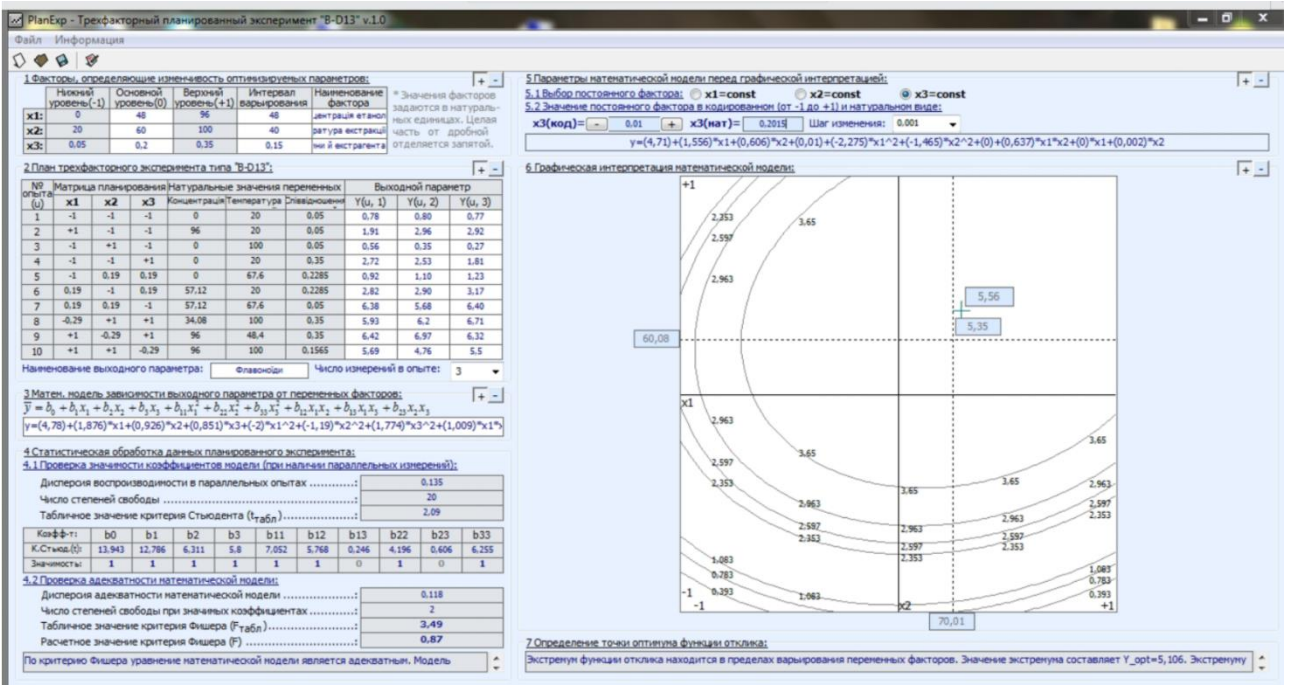 PlanExp - Трехфакторный планированный эксперимент "B-D13" v.1.0
Файл Информация
1 Факторы, определяющие изменчивость оптимизируемых параметров:
Нижний уровень(-1) Основной уровень(0) Верхний уровень(+1) Интервал варьирования Наименование фактора
x1: 0 48 96 48 центрація етанол
x2: 20 60 100 40 ратура екстракці
x3: 0.05 0,2 0.35 0.15 ни й екстрагента
* Значения факторов
задаются в натураль-
ных единицах. Целая
часть от дробной
отделяется запятой.
2 План трехфакторного эксперимента типа "B-D13":
№ опыта (u) Матрица планирования Натуральные значения переменных Выходной параметр
x1 x2 x3 Концентрація Температура Співвідношення Y(u, 1) Y(u, 2) Y(u, 3)
1 -1 -1 -1 0 20 0,05 0,78 0,80 0,77
2 +1 -1 -1 96 20 0,05 1,91 2,96 2,92
3 -1 +1 -1 0 100 0,05 0,56 0,35 0,27
4 -1 -1 +1 0 20 0,35 2,72 2,53 1,81
5 -1 0,19 0,19 0 67,6 0,2285 0,92 1,10 1,23
6 0,19 -1 0,19 57,12 20 0,2285 2,82 2,90 3,17
7 0,19 0,19 -1 57,12 67,6 0,05 6,38 5,68 6,40
8 -0,29 +1 +1 34,08 100 0,35 5,93 6,2 6,71
9 +1 -0,29 +1 96 48,4 0,35 6,42 6,97 6,32
10 +1 +1 -0,29 96 100 0,1565 5,69 4,76 5,5
Наименование выходного параметра: Флавоноїди Число измерений в опыте: 3
3 Матем. модель зависимости выходного параметра от переменных факторов:
y̅ = b₀ + b₁x₁ + b₂x₂ + b₃x₃ + b₁₁x₁² + b₂₂x₂² + b₃₃x₃² + b₁₂x₁x₂ + b₁₃x₁x₃ + b₂₃x₂x₃
y=(4,78)+(1,876)*x1+(0,926)*x2+(0,851)*x3+(-2)*x1^2+(-1,19)*x2^2+(1,774)*x3^2+(1,009)*x1*x
4 Статистическая обработка данных планированного эксперимента:
4.1 Проверка значимости коэффициентов модели (при наличии параллельных измерений):
Дисперсия воспроизводимости в параллельных опытах ...........: 0.135
Число степеней свободы ...........: 20
Табличное значение критерия Стьюдента (tтабл)...........: 2,09
Коэфф-т: b0 b1 b2 b3 b11 b12 b13 b22 b23 b33
К.Стьюд.(t): 13,943 12,786 6,311 5,8 7,052 5,768 0,246 4,196 0,606 6,255
Значимость: 1 1 1 1 1 1 0 1 0 1
4.2 Проверка адекватности математической модели:
Дисперсия адекватности математической модели ...........: 0.118
Число степеней свободы при значимых коэффициентах ...........: 2
Табличное значение критерия Фишера (Fтабл)...........: 3,49
Расчетное значение критерия Фишера (F) ...........: 0,87
По критерию Фишера уравнение математической модели является адекватным. Модель
5 Параметры математической модели перед графической интерпретацией:
5.1 Выбор постоянного фактора: x1=const x2=const x3=const
5.2 Значение постоянного фактора в кодированном (от -1 до +1) и натуральном виде:
x3(код)= - 0,01 + x3(нат)= 0.2015 Шаг изменения: 0.001
y=(4,71)+(1,556)*x1+(0,606)*x2+(0,01)+(-2,275)*x1^2+(-1,465)*x2^2+(0)+(0,637)*x1*x2+(0)*x1+(0,002)*x2
6 Графическая интерпретация математической модели:
+1
2,353
3.65
2,597
2,963
5,56
5,35
60,08
x1
2,963
3.65
3.65
2,597
3.65
2,353
3.65
2,963
2,963
2,597
2,963
2,963
2,353
2,597
2,597
2,353
2,597
2,353
2,353
1,083
1,083
0,783
0,783
-1
0,393
1,083
0,393
-1
x2
+1
70,01
7 Определение точки оптимума функции отклика:
Экстремум функции отклика находится в пределах варьирования переменных факторов. Значение экстремума составляет Y_opt=5,106. Экстремуму